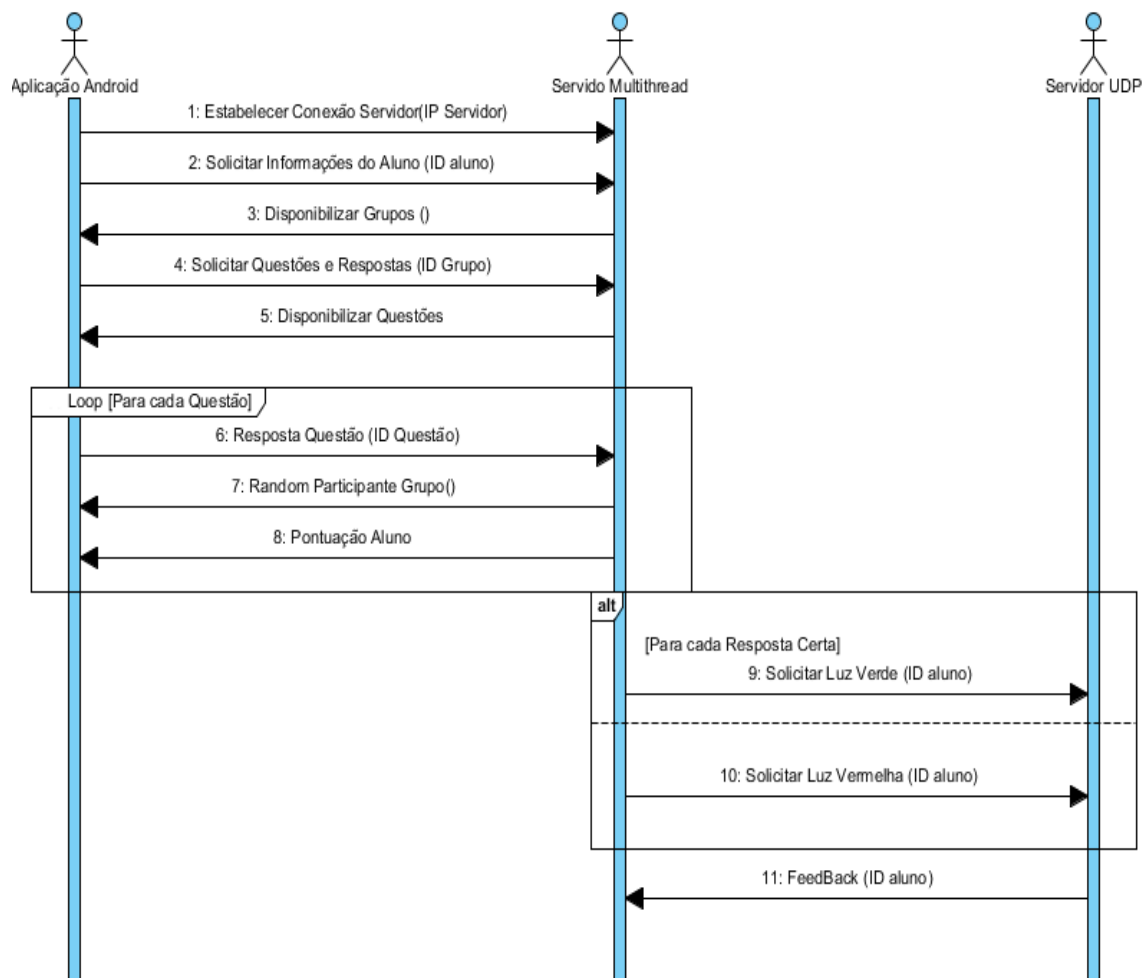 Aplicação Android
Servido Multithread
Servidor UDP
1: Estabelecer Conexão Servidor(IP Servidor)
2: Solicitar Informações do Aluno (ID aluno)
3: Disponibilizar Grupos ()
4: Solicitar Questões e Respostas (ID Grupo)
5: Disponibilizar Questões
Loop [Para cada Questão]
6: Resposta Questão (ID Questão)
7: Random Participante Grupo()
8: Pontuação Aluno
alt
[Para cada Resposta Certa]
9: Solicitar Luz Verde (ID aluno)
10: Solicitar Luz Vermelha (ID aluno)
11: FeedBack (ID aluno)